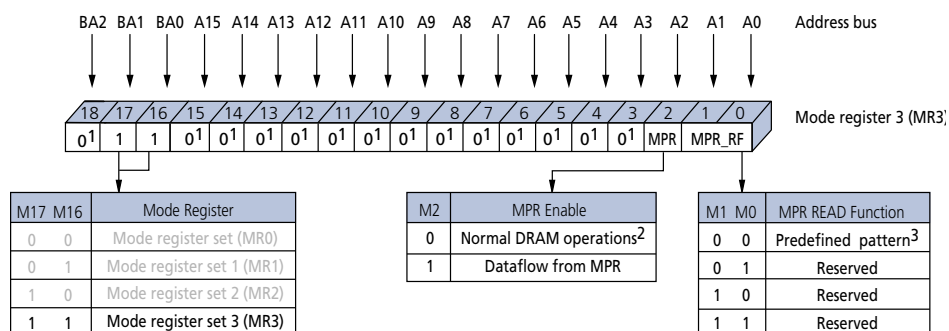 BA2 BA1 BA0 A15 A14 A13 A12 A11 A10 A9 A8 A7 A6 A5 A4 A3 A2 A1 A0 Address bus
18 17 16 15 14 13 12 11 10 9 8 7 6 5 4 3 2 1 0
Mode register 3 (MR3)
0¹ 1 1 0¹ 0¹ 0¹ 0¹ 0¹ 0¹ 0¹ 0¹ 0¹ 0¹ 0¹ 0¹ 0¹ MPR MPR_RF
M17 M16 Mode Register
0 0 Mode register set (MR0)
0 1 Mode register set 1 (MR1)
1 0 Mode register set 2 (MR2)
1 1 Mode register set 3 (MR3)
M2 MPR Enable
0 Normal DRAM operations²
1 Dataflow from MPR
M1 M0 MPR READ Function
0 0 Predefined pattern³
0 1 Reserved
1 0 Reserved
1 1 Reserved